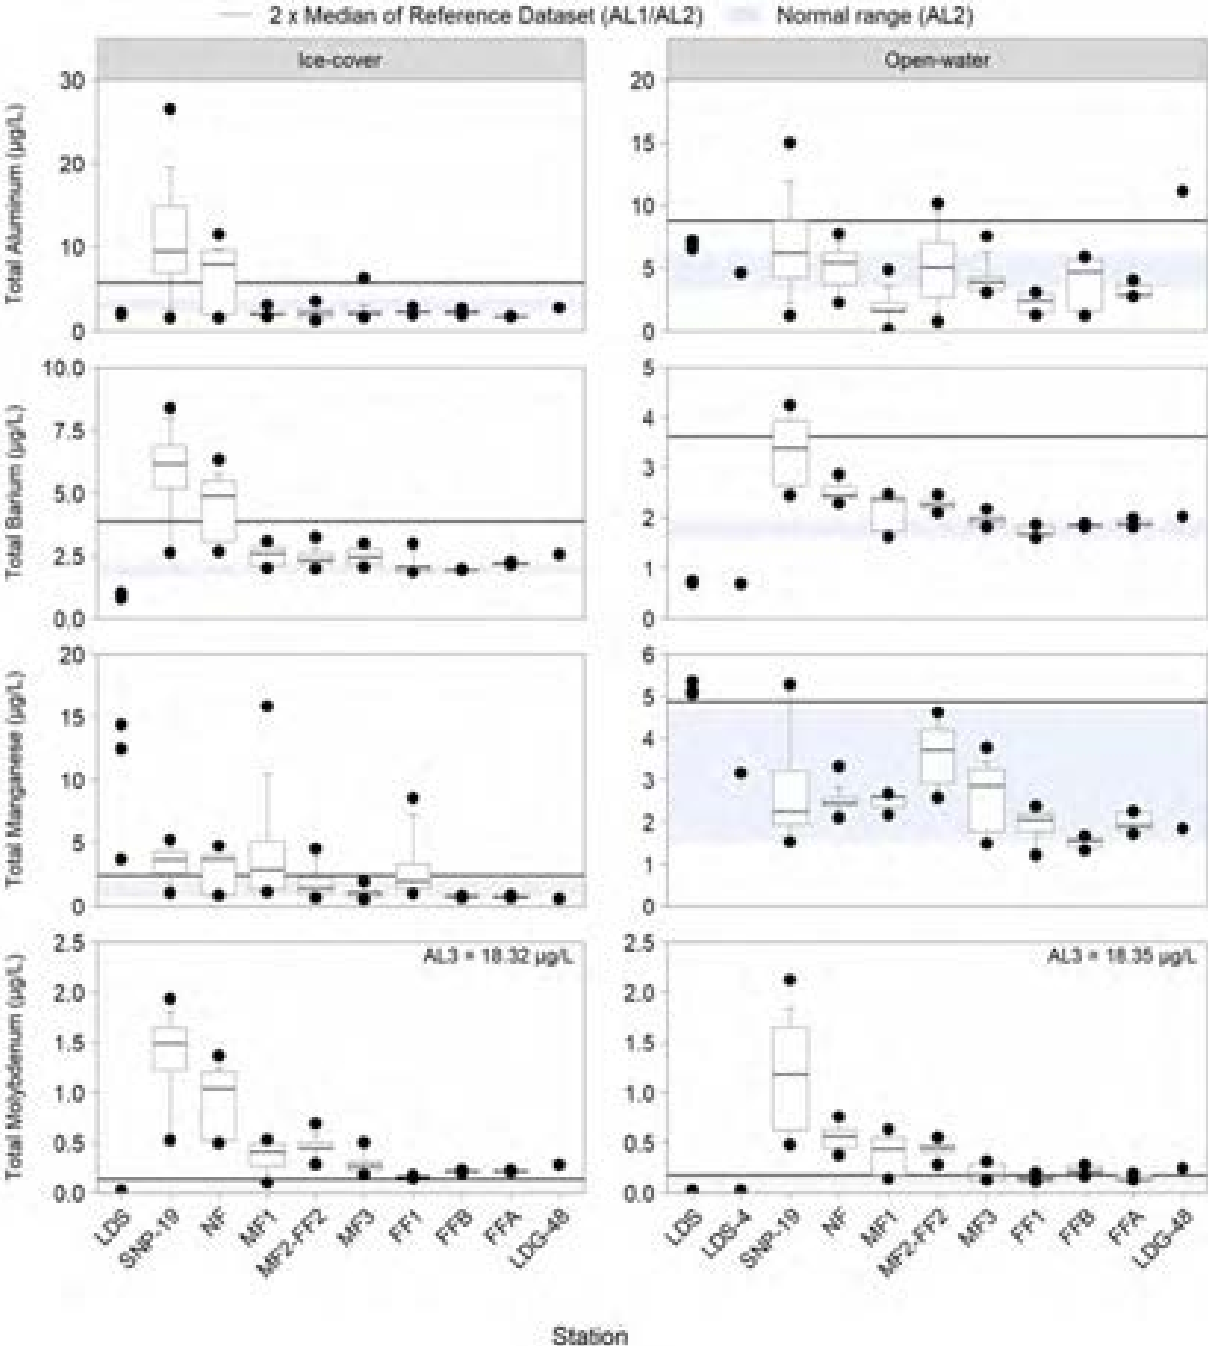 2 x Median of Reference Dataset (AL1/AL2) Normal range (AL2)
Ice-cover Open-water
Total Aluminum (µg/L)
30
20
10
0
20
15
10
5
0
Total Barium (µg/L)
10.0
7.5
5.0
2.5
0.0
5
4
3
2
1
0
Total Manganese (µg/L)
20
15
10
5
0
6
5
4
3
2
1
0
Total Molybdenum (µg/L)
2.5
2.0
1.5
1.0
0.5
0.0
AL3 = 18.32 µg/L
2.5
2.0
1.5
1.0
0.5
0.0
AL3 = 18.35 µg/L
LDS
SNP-19
NF
MF1
MF2-FF2
MF3
FF1
FFB
FFA
LDG-48
LDS
LDS-4
SNP-19
NF
MF1
MF2-FF2
MF3
FF1
FFB
FFA
LDG-48
Station